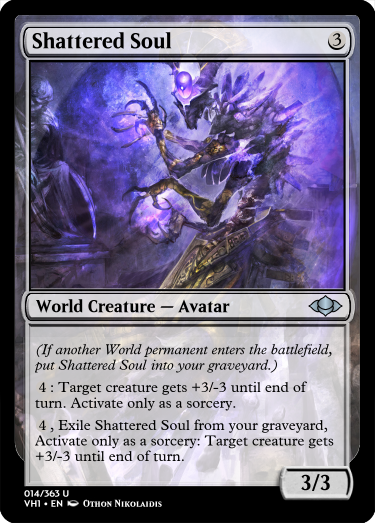 Shattered Soul 3
World Creature — Avatar
(If another World permanent enters the battlefield,
put Shattered Soul into your graveyard.)
4 : Target creature gets +3/-3 until end of
turn. Activate only as a sorcery.
4 , Exile Shattered Soul from your graveyard,
Activate only as a sorcery: Target creature gets
+3/-3 until end of turn.
3/3
014/363 U
VH1 • EN Othon Nikolaidis